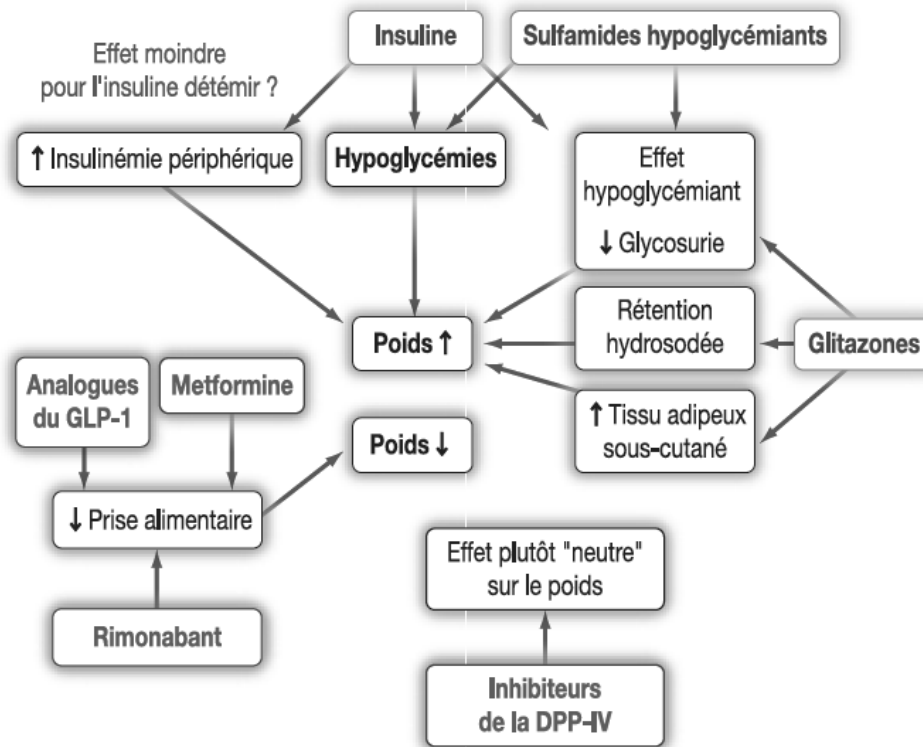 Insuline
Sulfamides hypoglycémiants
Effet moindre
pour l'insuline détémir ?
↑ Insulinémie périphérique
Hypoglycémies
Effet
hypoglycémiant
↓ Glycosurie
Poids ↑
Rétention
hydrosodée
Glitazones
Analogues
du GLP-1
Metformine
Poids ↓
↑ Tissu adipeux
sous-cutané
↓ Prise alimentaire
Effet plutôt "neutre"
sur le poids
Rimonabant
Inhibiteurs
de la DPP-IV